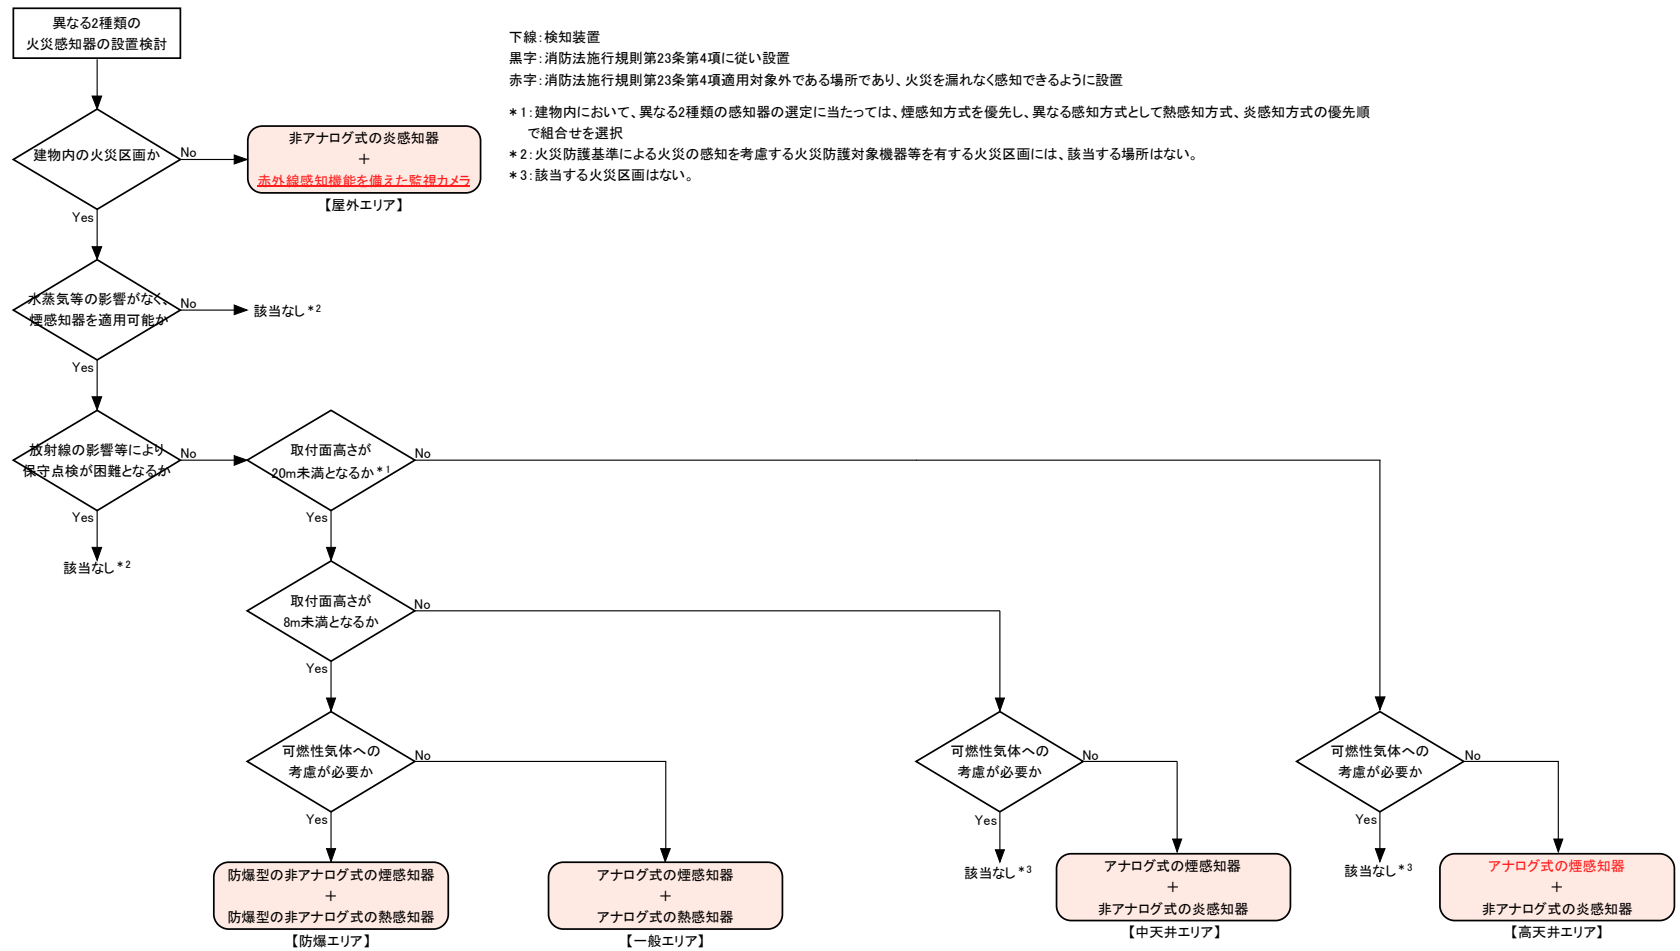 異なる2種類の
火災感知器の設置検討
下線：検知装置
黒字：消防法施行規則第23条第4項に従い設置
赤字：消防法施行規則第23条第4項適用対象外である場所であり、火災を漏れなく感知できるように設置
＊1：建物内において、異なる2種類の感知器の選定に当たっては、煙感知方式を優先し、異なる感知方式として熱感知方式、炎感知方式の優先順
で組合せを選択
＊2：火災防護基準による火災の感知を考慮する火災防護対象機器等を有する火災区画には、該当する場所はない。
＊3：該当する火災区画はない。
建物内の火災区画か
No
非アナログ式の炎感知器
＋
赤外線感知機能を備えた監視カメラ
【屋外エリア】
Yes
水蒸気等の影響がなく、
煙感知器を適用可能か
No
該当なし＊2
Yes
放射線の影響等により
保守点検が困難となるか
No
取付面高さが
20m未満となるか＊1
No
Yes
該当なし＊2
Yes
取付面高さが
8m未満となるか
No
Yes
可燃性気体への
考慮が必要か
No
可燃性気体への
考慮が必要か
No
可燃性気体への
考慮が必要か
No
Yes
Yes
Yes
防爆型の非アナログ式の煙感知器
＋
防爆型の非アナログ式の熱感知器
【防爆エリア】
アナログ式の煙感知器
＋
アナログ式の熱感知器
【一般エリア】
該当なし＊3
アナログ式の煙感知器
＋
非アナログ式の炎感知器
【中天井エリア】
該当なし＊3
アナログ式の煙感知器
＋
非アナログ式の炎感知器
【高天井エリア】